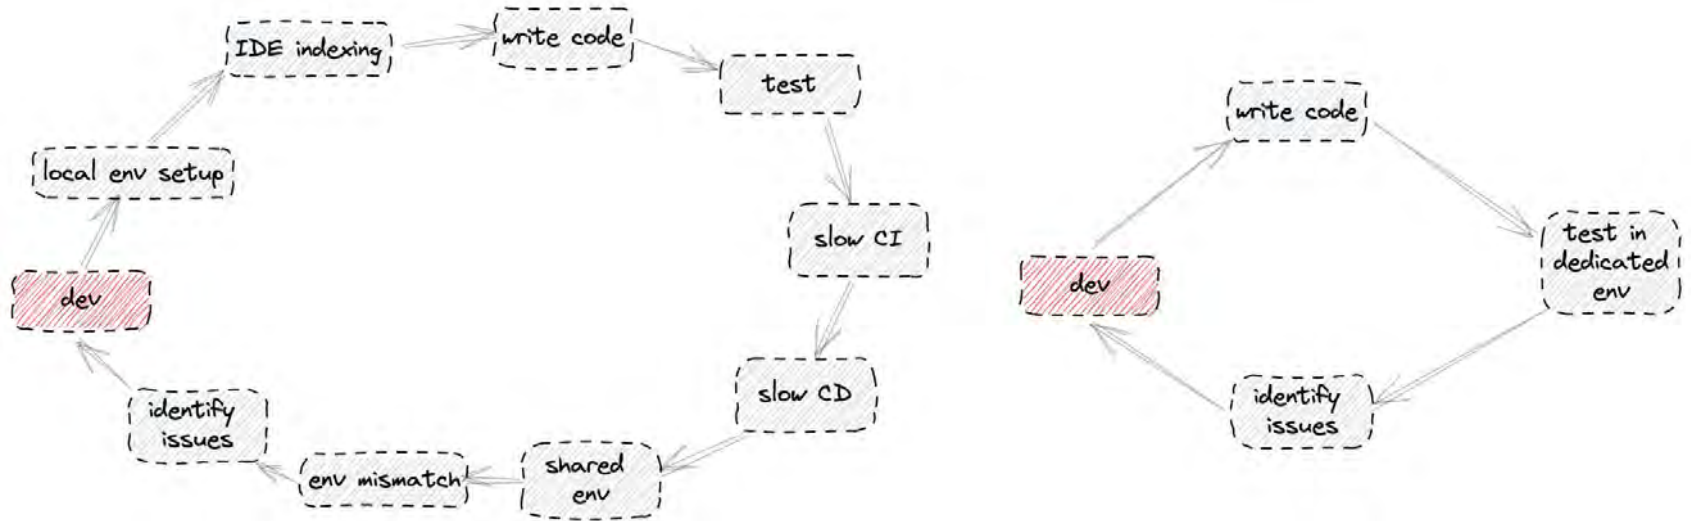 IDE indexing
write code
test
local env setup
slow CI
dev
slow CD
identify
issues
env mismatch
shared
env
write code
test in
dedicated
env
dev
identify
issues